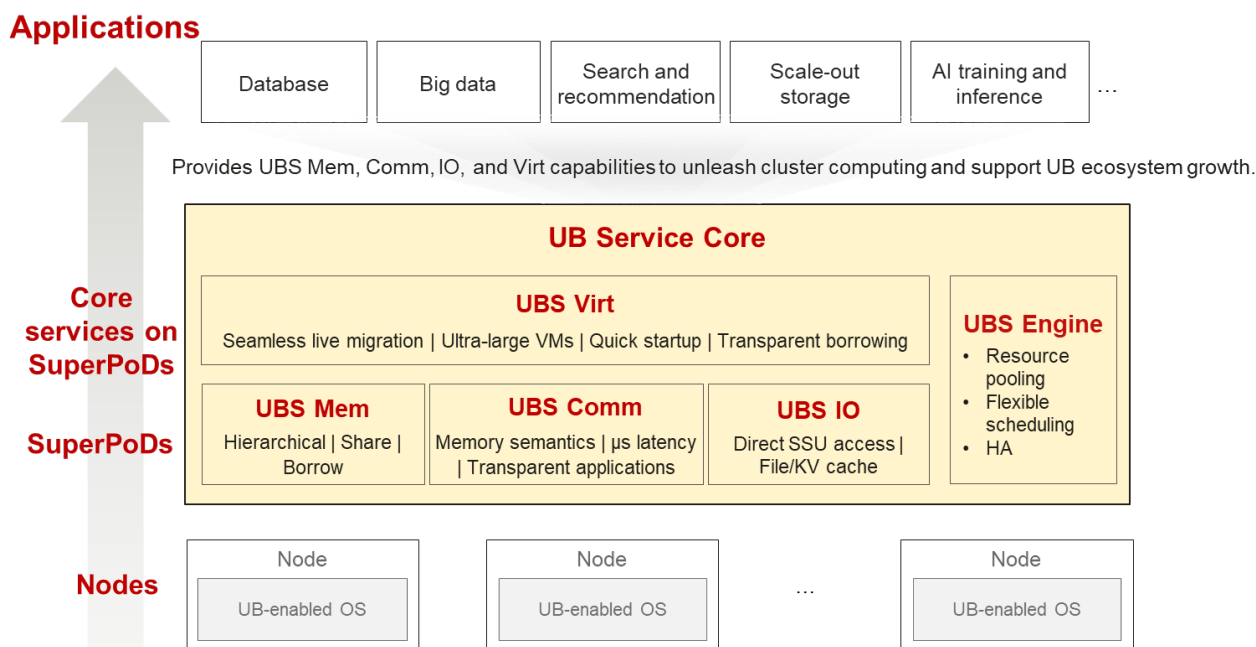 Applications
Database
Big data
Search and
recommendation
Scale-out
storage
AI training and
inference
...
Provides UBS Mem, Comm, IO, and Virt capabilities to unleash cluster computing and support UB ecosystem growth.
UB Service Core
Core
services on
SuperPoDs
UBS Virt
Seamless live migration | Ultra-large VMs | Quick startup | Transparent borrowing
UBS Engine
• Resource
pooling
• Flexible
scheduling
• HA
SuperPoDs
UBS Mem
Hierarchical | Share |
Borrow
UBS Comm
Memory semantics | µs latency
| Transparent applications
UBS IO
Direct SSU access |
File/KV cache
Nodes
Node
UB-enabled OS
Node
UB-enabled OS
...
Node
UB-enabled OS